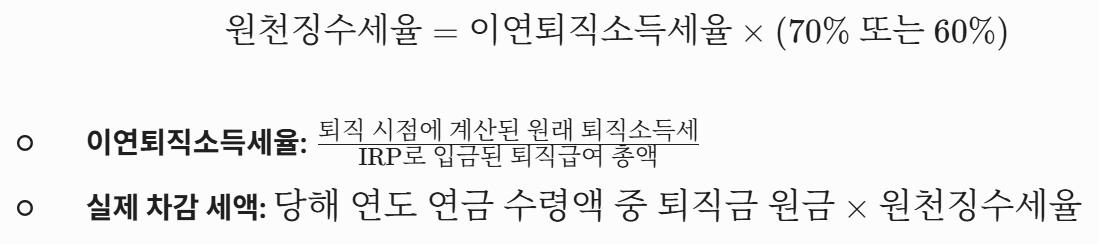 원천징수세율 = 이연퇴직소득세율 × (70% 또는 60%)
이연퇴직소득세율: 퇴직 시점에 계산된 원래 퇴직소득세
IRP로 입금된 퇴직급여 총액
실제 차감 세액: 당해 연도 연금 수령액 중 퇴직금 원금 × 원천징수세율